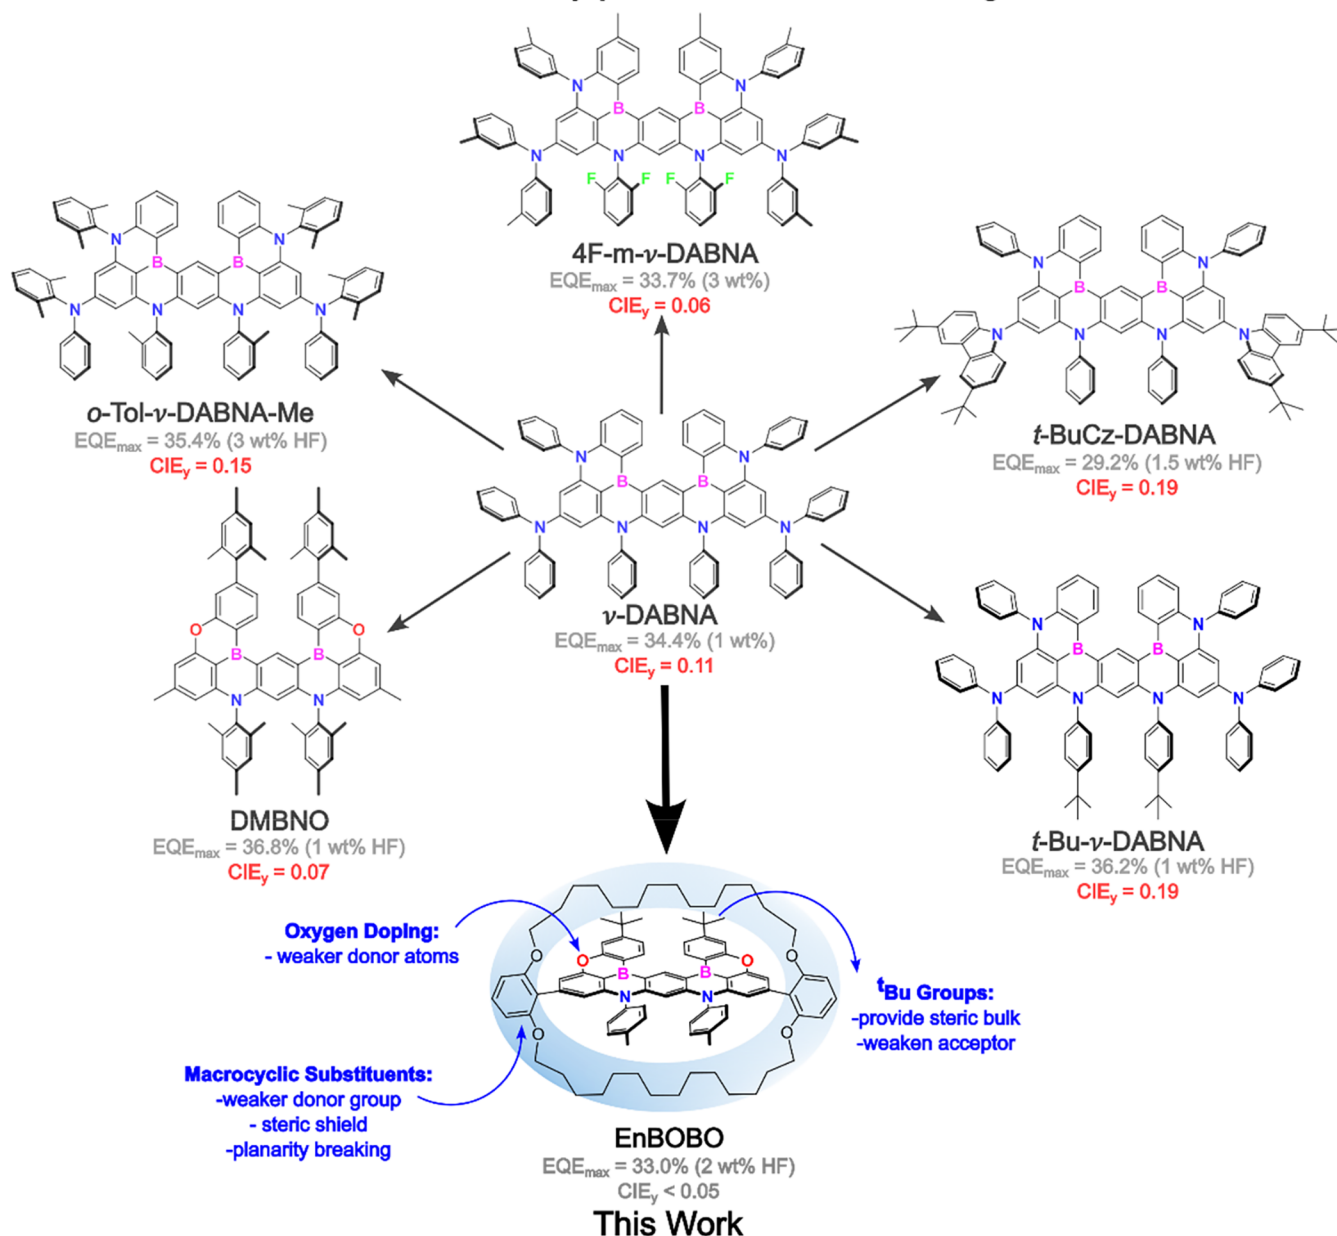 4F-m-ν-DABNA
EQEmax = 33.7% (3 wt%)
CIEy = 0.06
o-Tol-ν-DABNA-Me
EQEmax = 35.4% (3 wt% HF)
CIEy = 0.15
t-BuCz-DABNA
EQEmax = 29.2% (1.5 wt% HF)
CIEy = 0.19
ν-DABNA
EQEmax = 34.4% (1 wt%)
CIEy = 0.11
DMBNO
EQEmax = 36.8% (1 wt% HF)
CIEy = 0.07
t-Bu-ν-DABNA
EQEmax = 36.2% (1 wt% HF)
CIEy = 0.19
Oxygen Doping:
- weaker donor atoms
tBu Groups:
-provide steric bulk
-weaken acceptor
Macrocyclic Substituents:
-weaker donor group
- steric shield
-planarity breaking
EnBOBO
EQEmax = 33.0% (2 wt% HF)
CIEy < 0.05
This Work